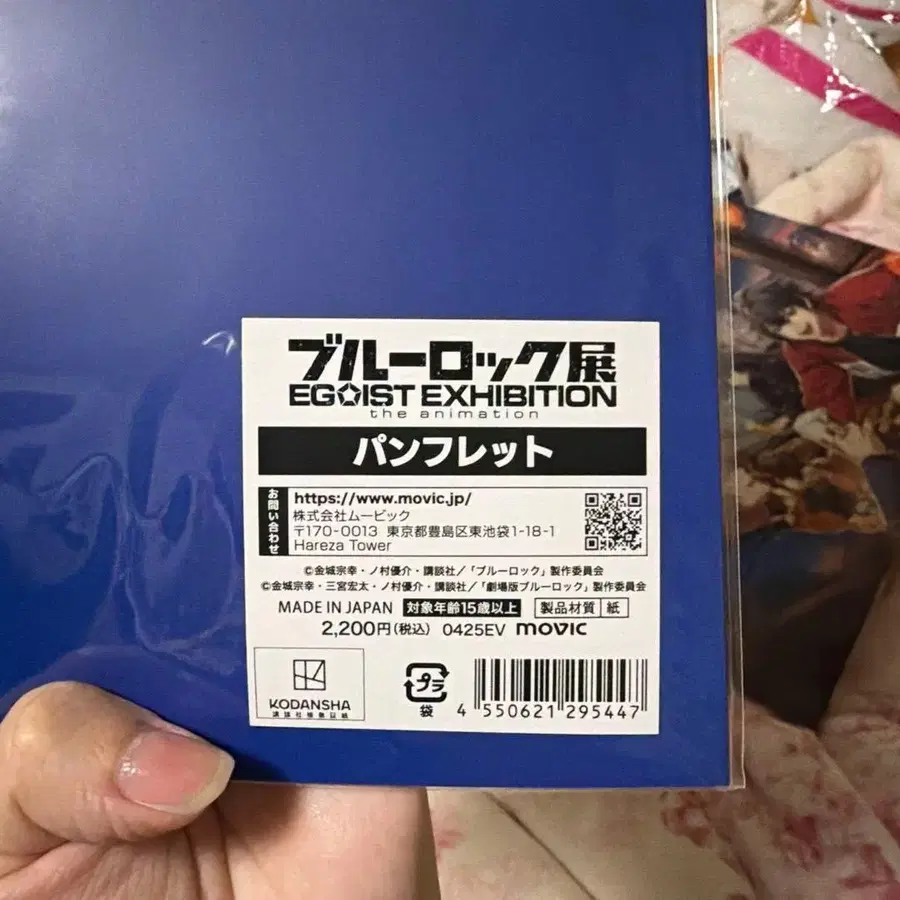 ブルーロック展
EGOIST EXHIBITION
the animation
パンフレット
お問い合わせ
https://www.movic.jp/
株式会社ムービック
〒170-0013 東京都豊島区東池袋1-18-1
Hareza Tower
©金城宗幸・ノ村優介・講談社/「ブルーロック」製作委員会
©金城宗幸・三宮宏太・ノ村優介・講談社/「劇場版ブルーロック」製作委員会
MADE IN JAPAN 対象年齢15歳以上 製品材質 紙
2,200円(税込) 0425EV movic
KODANSHA
プラ
袋
4 550621 295447